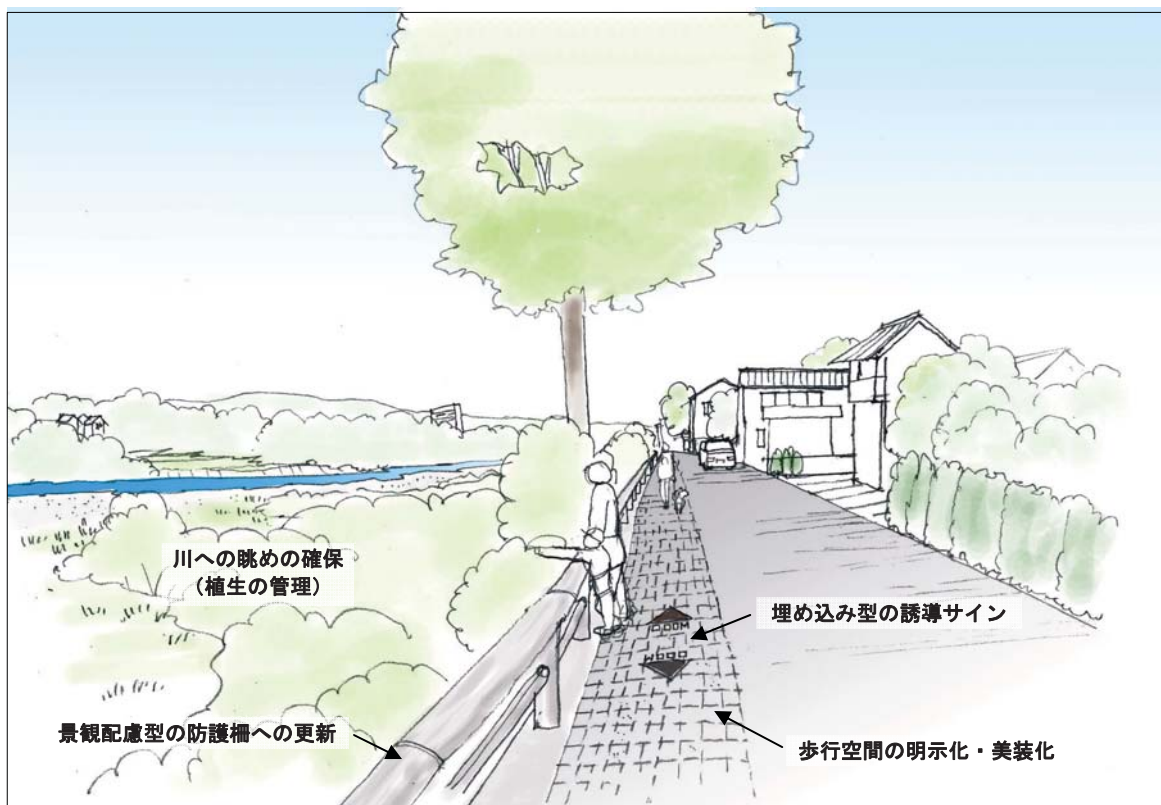 川への眺めの確保
（植生の管理）
埋め込み型の誘導サイン
景観配慮型の防護柵への更新
歩行空間の明示化・美装化